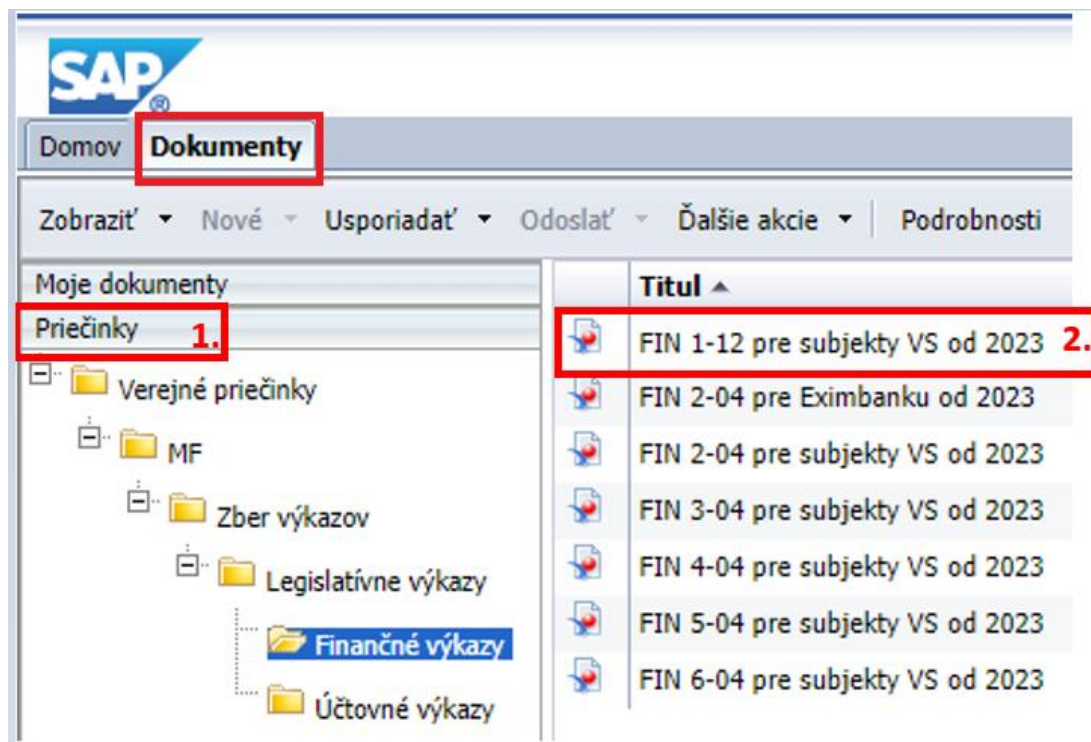 SAP®
Domov Dokumenty
Zobraziť Nové Usporiadať Odoslať Ďalšie akcie Podrobnosti
Moje dokumenty
Priečinky 1.
Verejné priečinky
MF
Zber výkazov
Legislatívne výkazy
Finančné výkazy
Účtovné výkazy
Titul
FIN 1-12 pre subjekty VS od 2023 2.
FIN 2-04 pre Eximbanku od 2023
FIN 2-04 pre subjekty VS od 2023
FIN 3-04 pre subjekty VS od 2023
FIN 4-04 pre subjekty VS od 2023
FIN 5-04 pre subjekty VS od 2023
FIN 6-04 pre subjekty VS od 2023